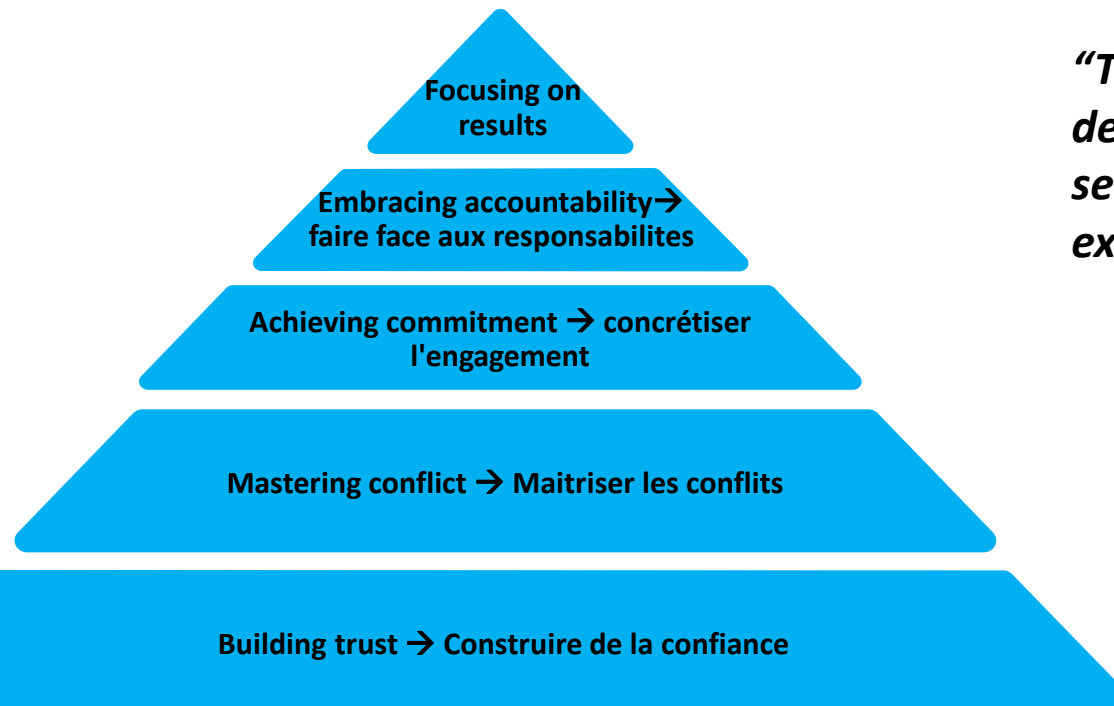 Focusing on
results
Embracing accountability→
faire face aux responsabilites
Achieving commitment → concrétiser
l'engagement
Mastering conflict → Maitriser les conflits
Building trust → Construire de la confiance